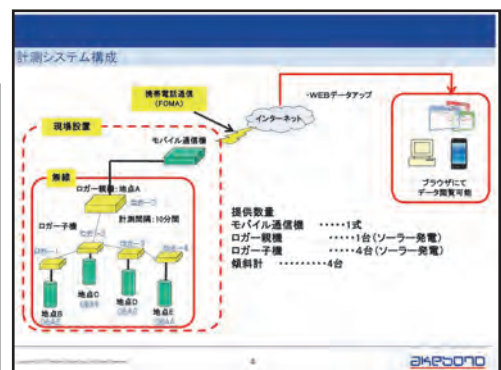 計測システム構成
携帯電話通信
(FOMA)
・WEBデータアップ
インターネット
現場設置
モバイル通信機
無線
ロガー親機:地点A
計測間隔:10分間
ロガー子機
ブラウザにて
データ閲覧可能
提供数量
モバイル通信機 ・・・・・1式
ロガー親機 ・・・・・1台(ソーラー発電)
ロガー子機 ・・・・・4台(ソーラー発電)
傾斜計 ・・・・・・・・・4台
地点B
地点C
地点D
地点E
akebono